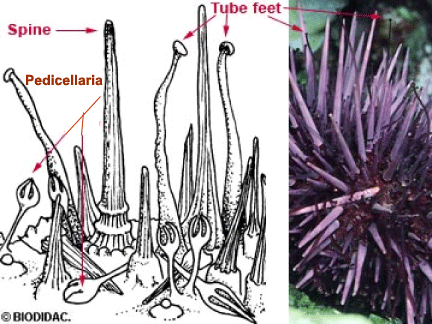 Tube feet
Spine
Pedicellaria
© BIODIDAC.